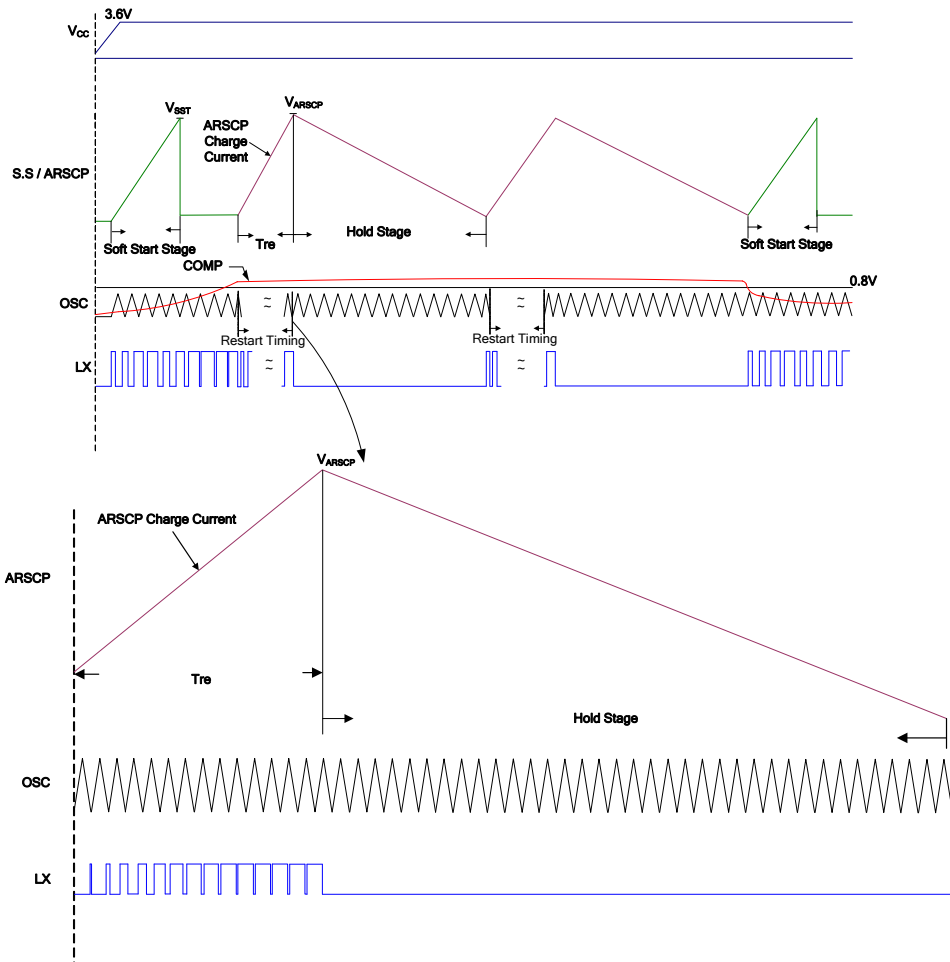 3.6V
VCC
VSST
VARSCP
ARSCP
Charge
Current
S.S / ARSCP
Soft Start Stage
Tre
Hold Stage
Soft Start Stage
COMP
0.8V
OSC
≈
≈
Restart Timing
Restart Timing
LX
≈
≈
VARSCP
ARSCP Charge Current
ARSCP
Tre
Hold Stage
OSC
LX